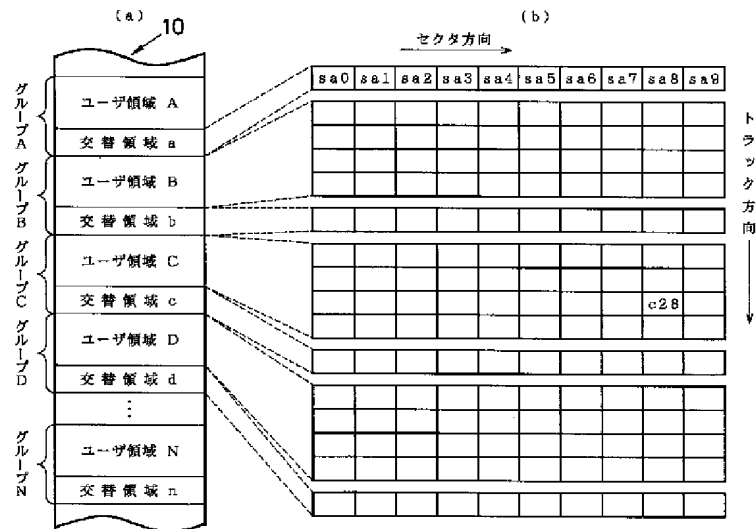 (a)
10
グループA
ユーザ領域 A
交替領域 a
グループB
ユーザ領域 B
交替領域 b
グループC
ユーザ領域 C
交替領域 c
グループD
ユーザ領域 D
交替領域 d
⋮
グループN
ユーザ領域 N
交替領域 n
(b)
セクタ方向
sa0 sa1 sa2 sa3 sa4 sa5 sa6 sa7 sa8 sa9
c28
トラック方向